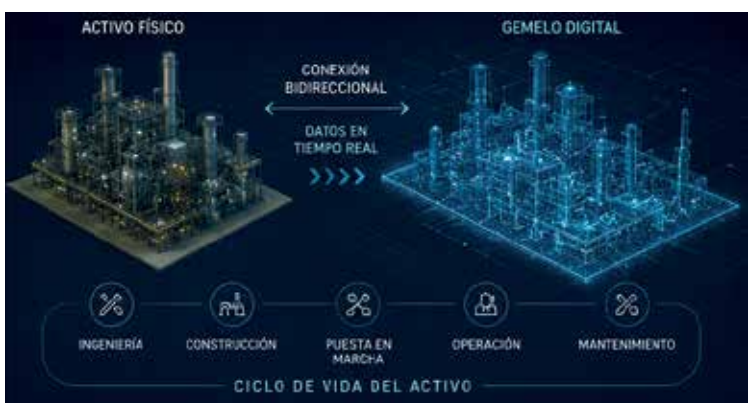 ACTIVO FÍSICO
GEMELO DIGITAL
CONEXIÓN
BIDIRECCIONAL
DATOS EN
TIEMPO REAL
INGENIERÍA
CONSTRUCCIÓN
PUESTA EN
MARCHA
OPERACIÓN
MANTENIMIENTO
CICLO DE VIDA DEL ACTIVO